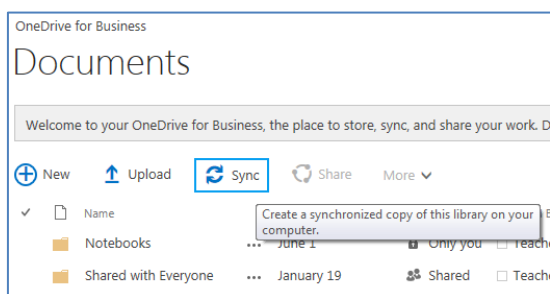 OneDrive for Business
Documents
Welcome to your OneDrive for Business, the place to store, sync, and share your work. D
New Upload Sync Share More
Name
Create a synchronized copy of this library on your computer.
Notebooks ... June 1 Only you Teache
Shared with Everyone ... January 19 Shared Teache